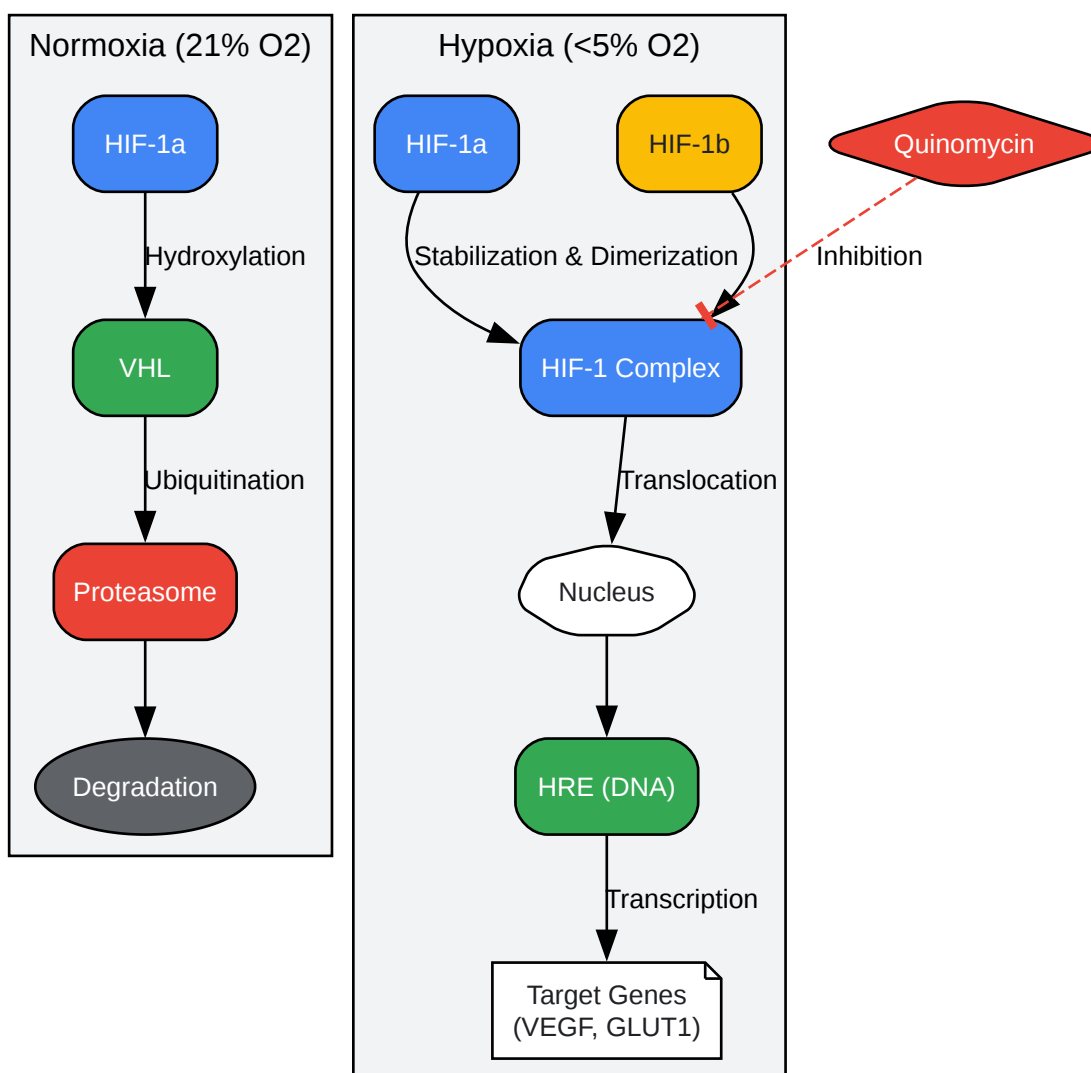 Normoxia (21% O2)
HIF-1a
Hydroxylation
VHL
Ubiquitination
Proteasome
Degradation
Hypoxia (<5% O2)
HIF-1a
HIF-1b
Stabilization & Dimerization
HIF-1 Complex
Translocation
Nucleus
HRE (DNA)
Transcription
Target Genes
(VEGF, GLUT1)
Quinomycin
Inhibition